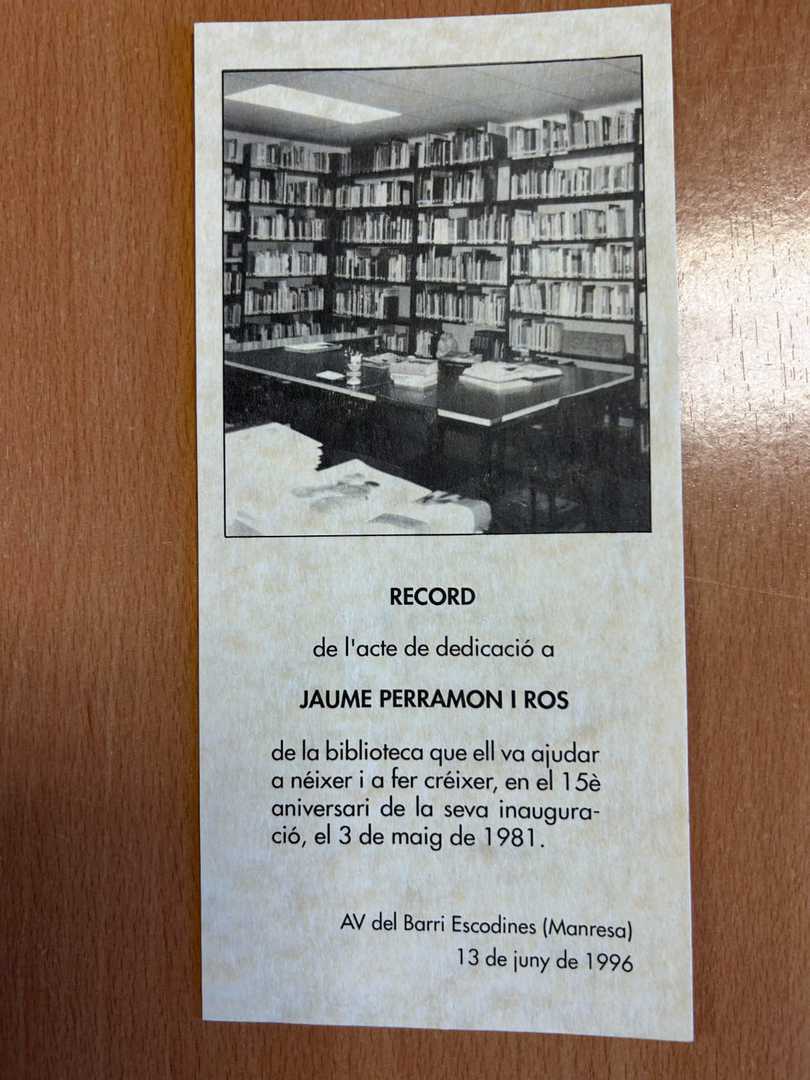 RECORD
de l'acte de dedicació a
JAUME PERRAMON I ROS
de la biblioteca que ell va ajudar
a néixer i a fer créixer, en el 15è
aniversari de la seva inaugura-
ció, el 3 de maig de 1981.
AV del Barri Escodines (Manresa)
13 de juny de 1996